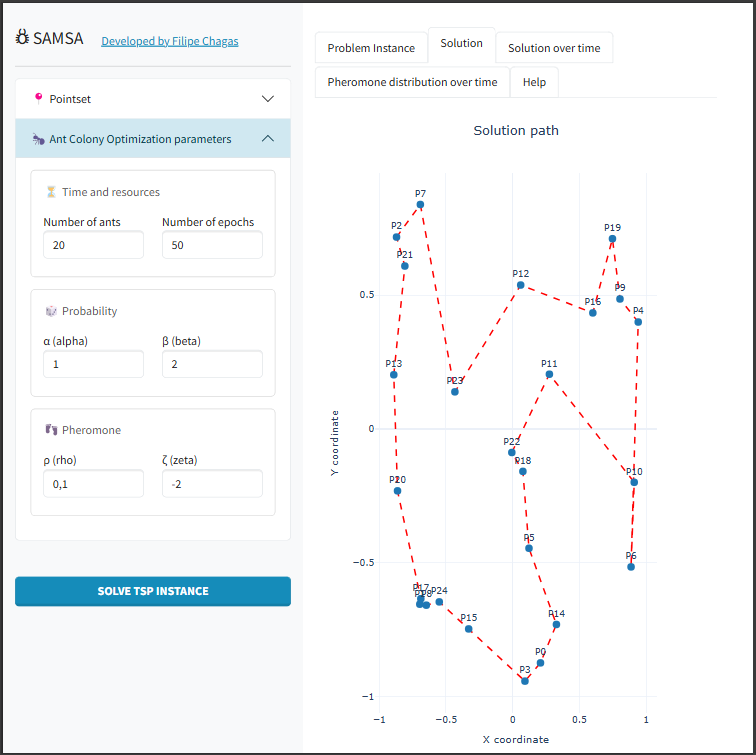 SAMSA
Developed by Filipe Chagas
Pointset
Ant Colony Optimization parameters
Time and resources
Number of ants
Number of epochs
20
50
Probability
α (alpha)
β (beta)
1
2
Pheromone
ρ (rho)
ζ (zeta)
0,1
-2
SOLVE TSP INSTANCE
Problem Instance
Solution
Solution over time
Pheromone distribution over time
Help
Solution path
P7
P2
P19
P21
P12
P9
0.5
P16
P4
P13
P11
P23
0
P22
P18
P10
P20
−0.5
P5
P6
P17
P8
P24
P14
P15
P0
P3
−1
−1
−0.5
0
0.5
1
X coordinate
Y coordinate